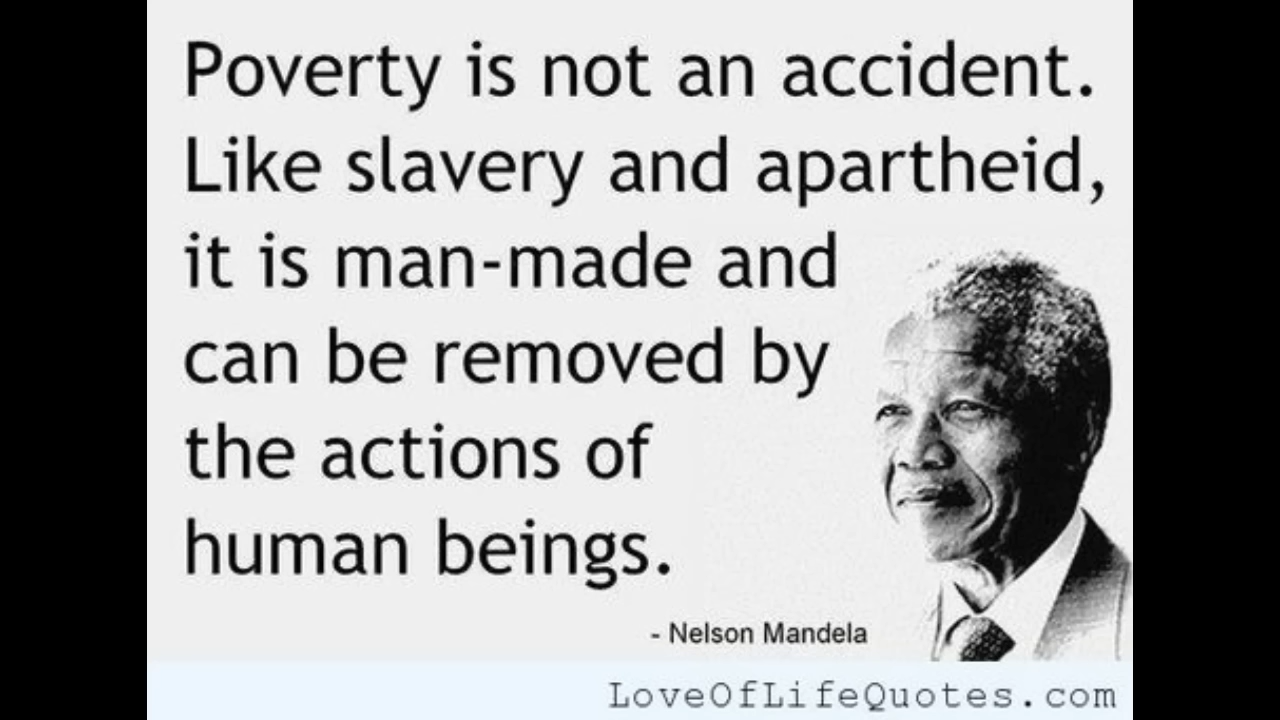 Poverty is not an accident.
Like slavery and apartheid,
it is man-made and
can be removed by
the actions of
human beings.
- Nelson Mandela
LoveOfLifeQuotes.com